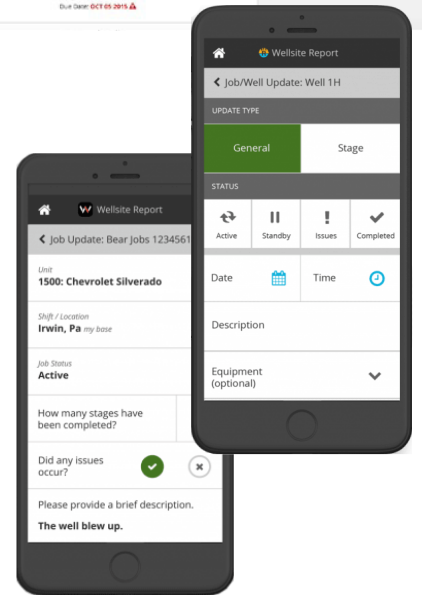 Due Date: OCT 05 2015
Wellsite Report
Job/Well Update: Well 1H
UPDATE TYPE
General
Stage
STATUS
Active
Standby
Issues
Completed
Date
Time
Description
Equipment
(optional)
Wellsite Report
Job Update: Bear Jobs 1234561
Unit
1500: Chevrolet Silverado
Shift / Location
Irwin, Pa my base
Job Status
Active
How many stages have
been completed?
Did any issues
occur?
Please provide a brief description.
The well blew up.